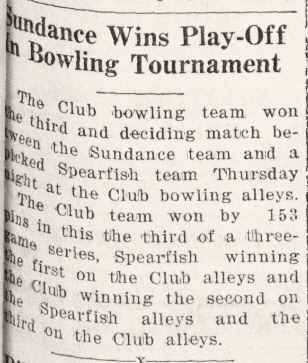 Sundance Wins Play-Off
in Bowling Tournament
The Club bowling team won
the third and deciding match be-
tween the Sundance team and a
picked Spearfish team Thursday
night at the Club bowling alleys.
The Club team won by 153
pins in this the third of a three-
game series, Spearfish winning
the first on the Club alleys and
the Club winning the second on
the Spearfish alleys and the
third on the Club alleys.